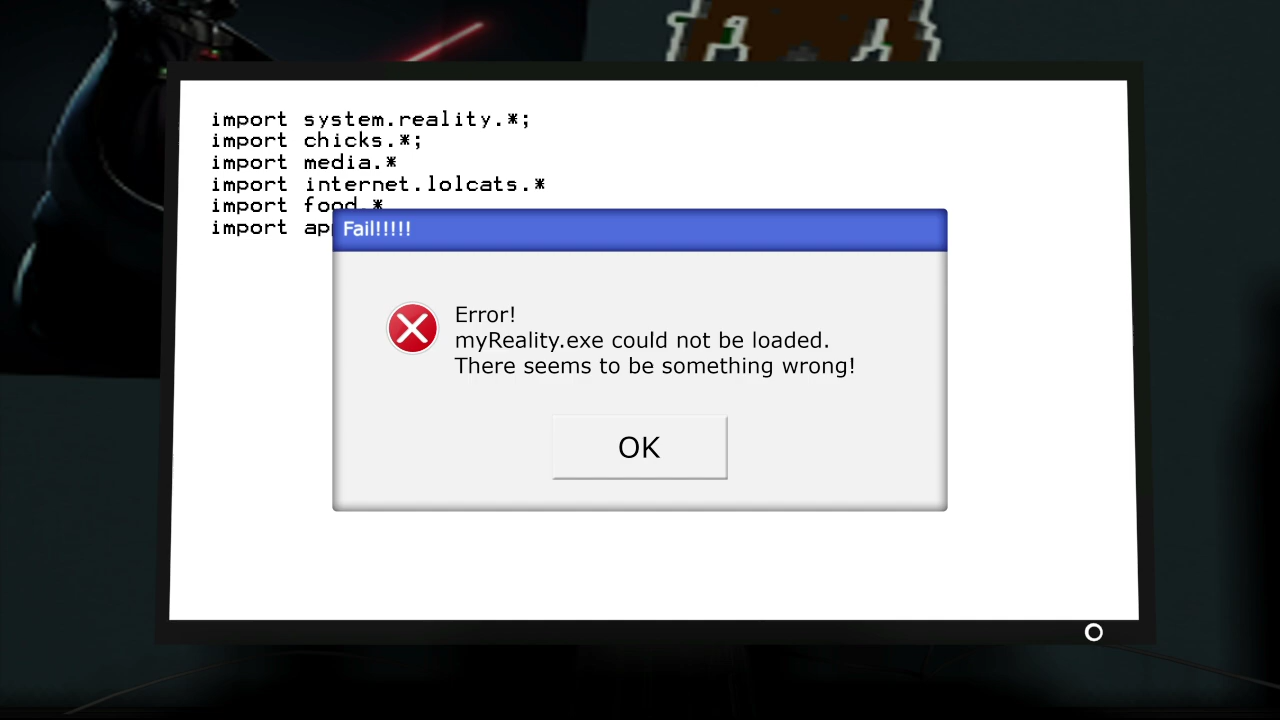 import system.reality.*;
import chicks.*;
import media.*
import internet.lolcats.*
import food.*
import
Fail!!!!!
Error!
myReality.exe could not be loaded.
There seems to be something wrong!
OK